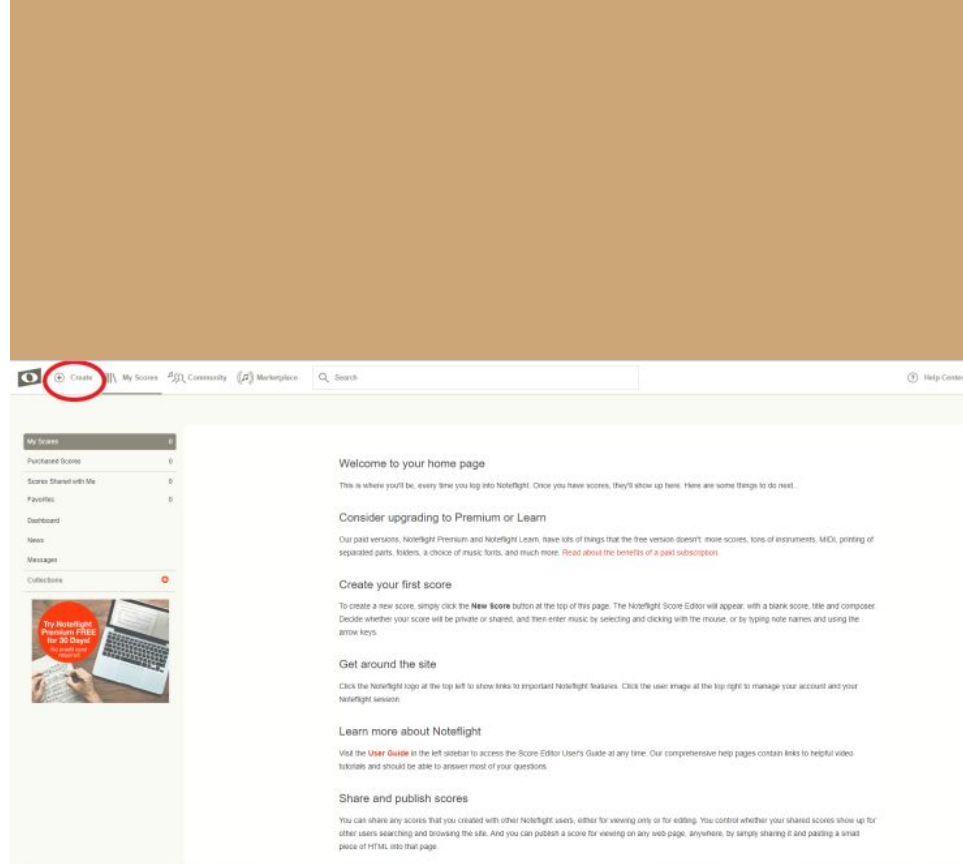 Create
My Scores
Community
Marketplace
Search
Help Center
My Scores 0
Purchased Scores 0
Scores Shared with Me 0
Favorites 0
Dashboard
News
Messages
Collections
Try Noteflight
Premium FREE
for 30 Days!
No credit card
required
Welcome to your home page
This is where you'll be, every time you log into Noteflight. Once you have scores, they'll show up here. Here are some things to do next...
Consider upgrading to Premium or Learn
Our paid versions, Noteflight Premium and Noteflight Learn, have lots of things that the free version doesn't: more scores, tons of instruments, MIDI, printing of
separated parts, folders, a choice of music fonts, and much more. Read about the benefits of a paid subscription.
Create your first score
To create a new score, simply click the New Score button at the top of this page. The Noteflight Score Editor will appear, with a blank score, title and composer.
Decide whether your score will be private or shared, and then enter music by selecting and clicking with the mouse, or by typing note names and using the
arrow keys.
Get around the site
Click the Noteflight logo at the top left to show links to important Noteflight features. Click the user image at the top right to manage your account and your
Noteflight session.
Learn more about Noteflight
Visit the User Guide in the left sidebar to access the Score Editor User's Guide at any time. Our comprehensive help pages contain links to helpful video
tutorials and should be able to answer most of your questions.
Share and publish scores
You can share any scores that you created with other Noteflight users, either for viewing only or for editing. You control whether your shared scores show up for
other users searching and browsing the site. And you can publish a score for viewing on any web page, anywhere, by simply sharing it and pasting a small
piece of HTML into that page.